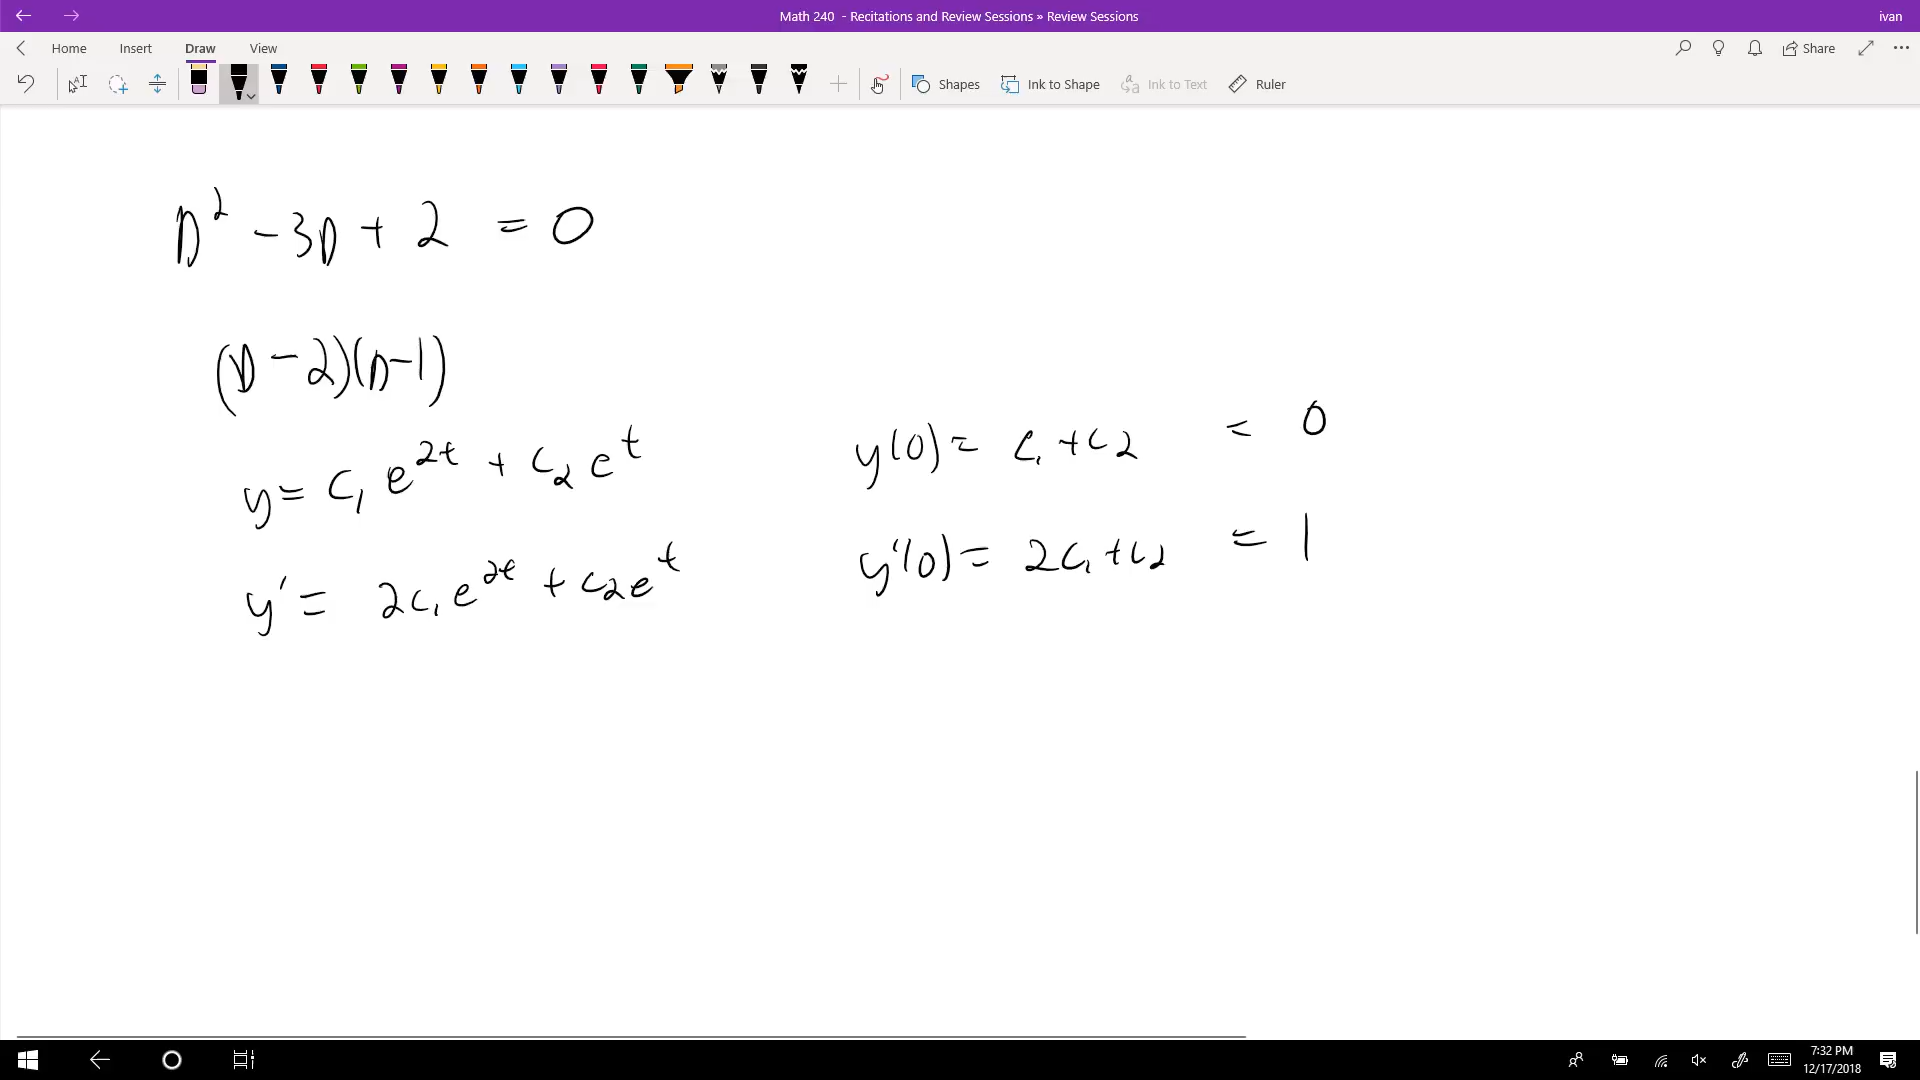 Math 240 - Recitations and Review Sessions » Review Sessions
ivan
Home Insert Draw View
Share
Shapes Ink to Shape Ink to Text Ruler
D² - 3D + 2 = 0
(D - 2)(D-1)
y = c₁ e^{2t} + c₂ e^t
y(0) = c₁ + c₂ = 0
y' = 2c₁ e^{2t} + c₂ e^t
y'(0) = 2c₁ + c₂ = 1
7:32 PM
12/17/2018